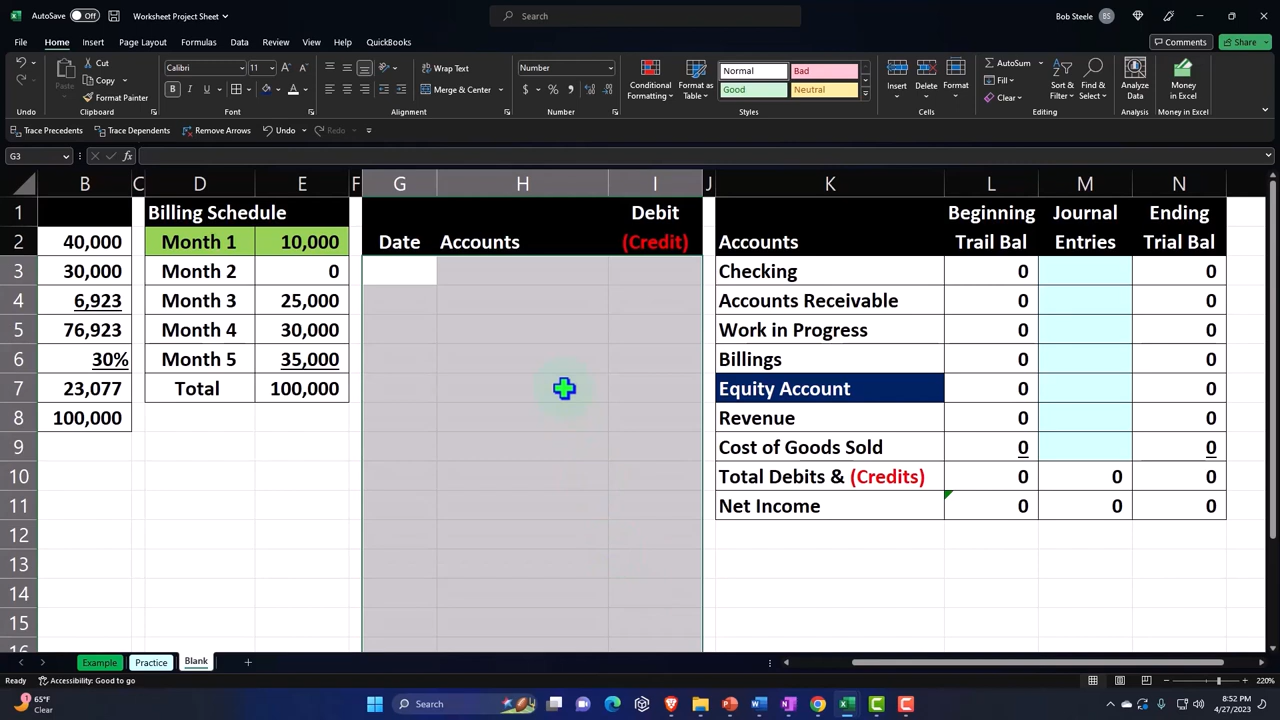 AutoSave Off Worksheet Project Sheet Search Bob Steele BS
File Home Insert Page Layout Formulas Data Review View Help QuickBooks Comments Share
Cut Calibri 11 Wrap Text Number Normal Bad AutoSum
Copy Fill
Format Painter Merge & Center Good Neutral Clear
Paste Conditional Formatting Format as Table Insert Delete Format Sort & Filter Find & Select Analyze Data Money in Excel
Undo Clipboard Font Alignment Number Styles Cells Editing Analysis Money in Excel
Trace Precedents Trace Dependents Remove Arrows Undo Redo
G3 fx
B C D E F G H I J K L M N
1 Billing Schedule Debit Beginning Journal Ending
2 40,000 Month 1 10,000 Date Accounts (Credit) Accounts Trail Bal Entries Trial Bal
3 30,000 Month 2 0 Checking 0 0
4 6,923 Month 3 25,000 Accounts Receivable 0 0
5 76,923 Month 4 30,000 Work in Progress 0 0
6 30% Month 5 35,000 Billings 0 0
7 23,077 Total 100,000 Equity Account 0 0
8 100,000 Revenue 0 0
9 Cost of Goods Sold 0 0
10 Total Debits & (Credits) 0 0 0
11 Net Income 0 0 0
12
13
14
15
16
Example Practice Blank
Ready Accessibility: Good to go 220%
1 65°F Clear Search 8:52 PM 4/27/2023